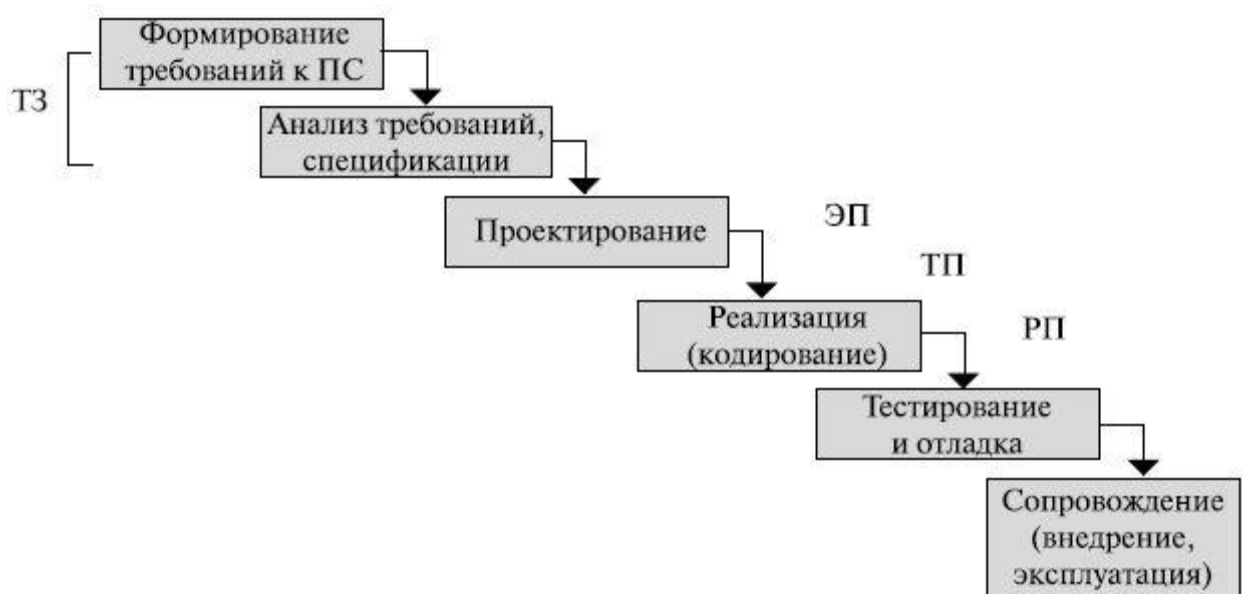 Формирование
требований к ПС
ТЗ
Анализ требований,
спецификации
Проектирование
ЭП
ТП
Реализация
(кодирование)
РП
Тестирование
и отладка
Сопровождение
(внедрение,
эксплуатация)